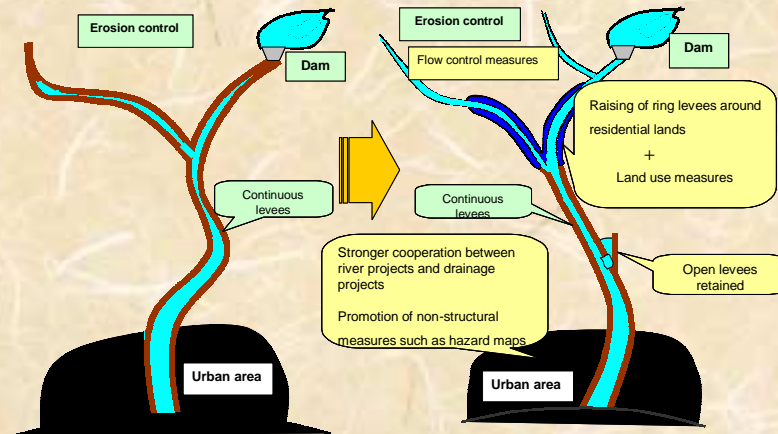 Erosion control
Dam
Continuous
levees
Urban area
Erosion control
Flow control measures
Dam
Raising of ring levees around
residential lands
+
Land use measures
Continuous
levees
Stronger cooperation between
river projects and drainage
projects
Promotion of non-structural
measures such as hazard maps
Open levees
retained
Urban area